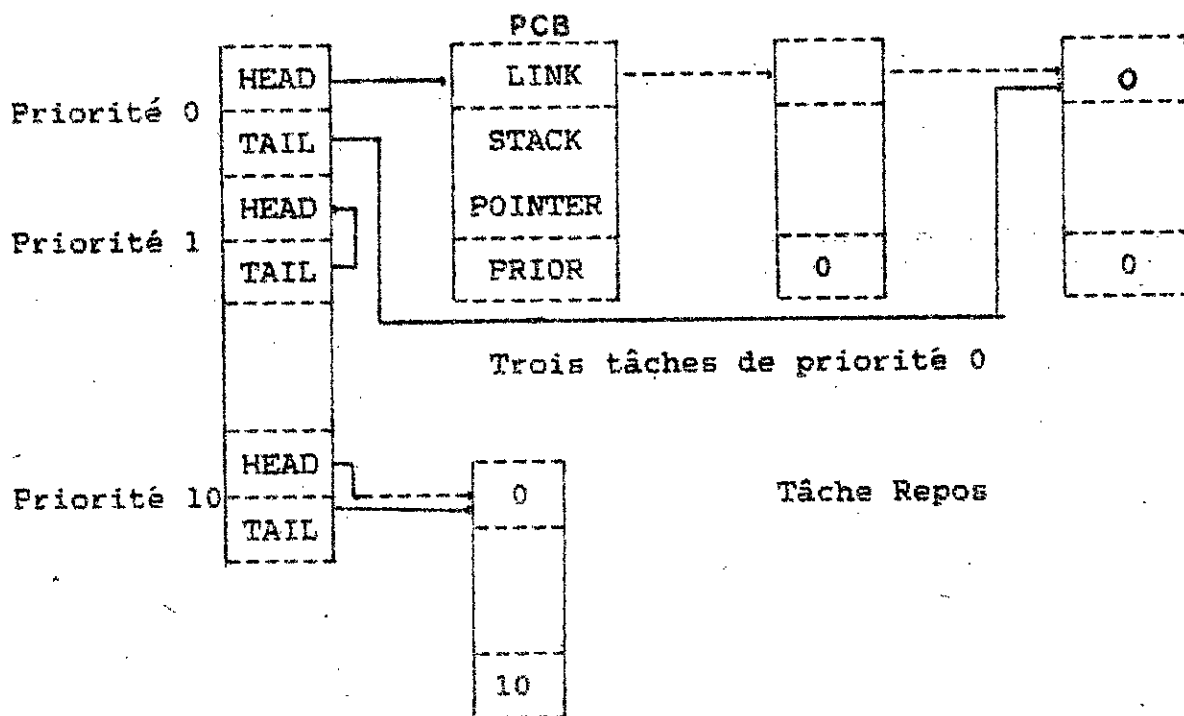 PCB
HEAD LINK 0
Priorité 0
TAIL STACK
HEAD POINTER
Priorité 1
TAIL PRIOR 0 0
Trois tâches de priorité 0
HEAD
Priorité 10 0 Tâche Repos
TAIL
10